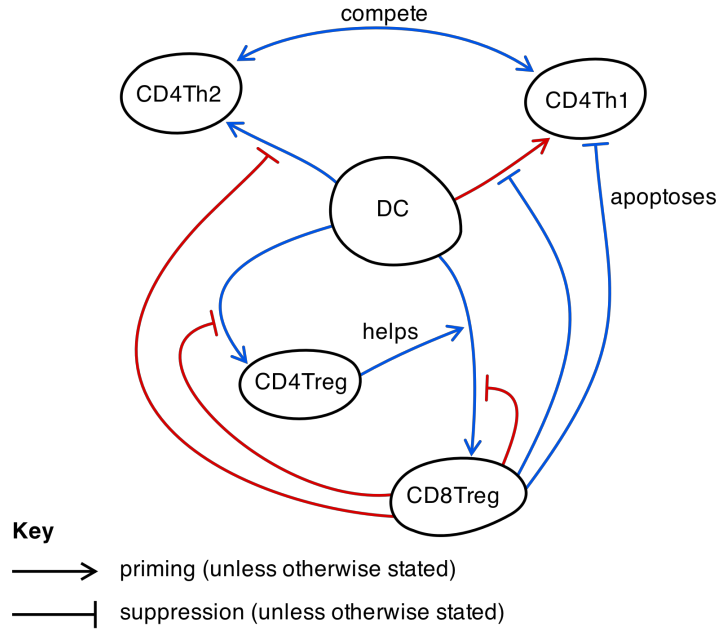 compete
CD4Th2
CD4Th1
DC
apoptoses
helps
CD4Treg
CD8Treg
Key
priming (unless otherwise stated)
suppression (unless otherwise stated)